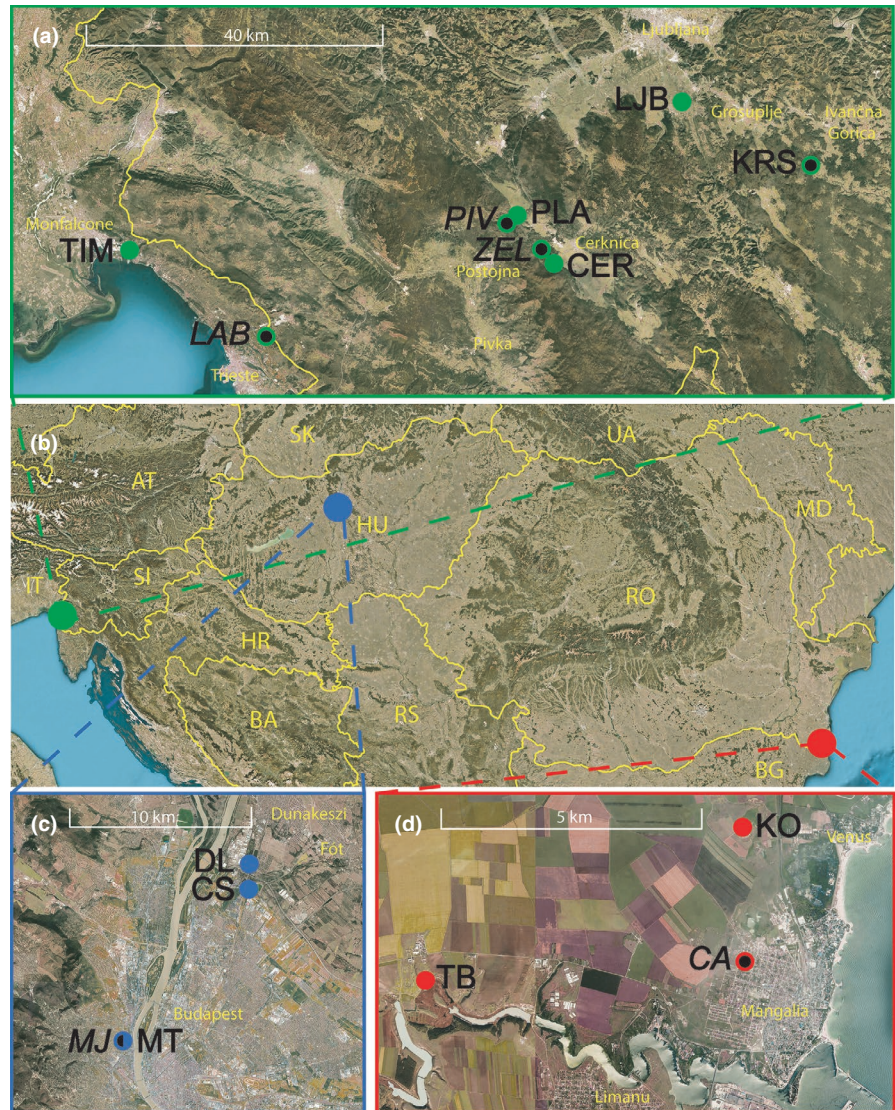 (a)
40 km
Ljubljana
LJB
Grosuplje
Ivančna
Gorica
KRS
PIV
PLA
Monfalcone
TIM
ZEL
Cerknica
Postojna
CER
LAB
Pivka
Trieste
(b)
SK
UA
AT
HU
MD
IT
SI
RO
HR
BA
RS
BG
(c)
10 km
Dunakeszi
Fot
DL
CS
Budapest
MJ
MT
(d)
5 km
KO
Venus
CA
TB
Mangalia
Limanu